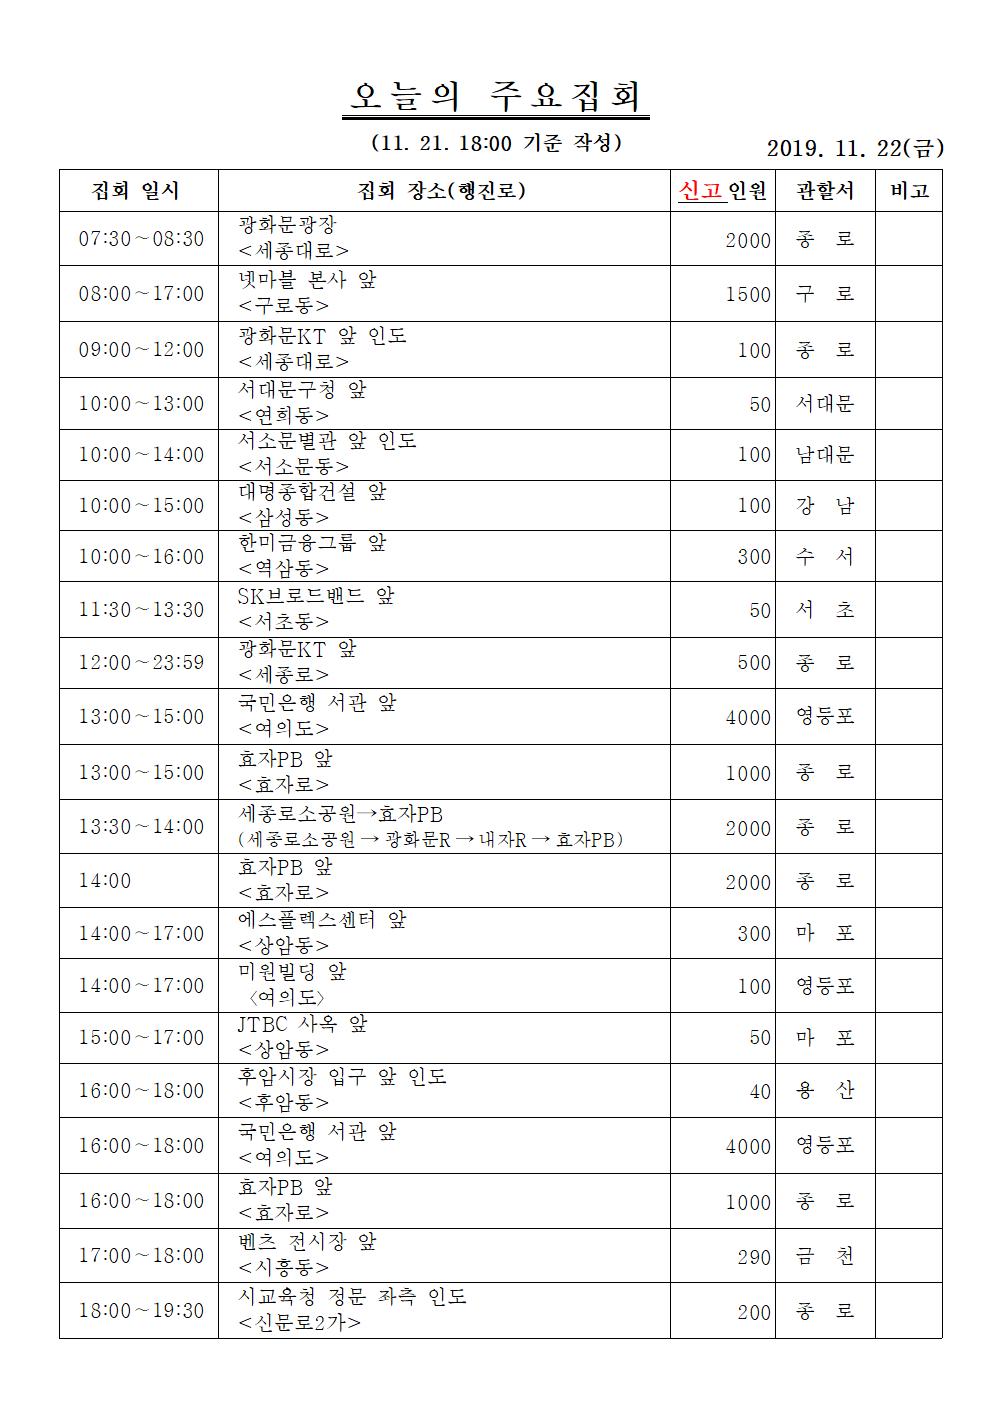 오늘의 주요집회
(11. 21. 18:00 기준 작성)
2019. 11. 22(금)
집회 일시 집회 장소(행진로) 신고인원 관할서 비고
07:30~08:30 광화문광장 <세종대로> 2000 종 로
08:00~17:00 넷마블 본사 앞 <구로동> 1500 구 로
09:00~12:00 광화문KT 앞 인도 <세종대로> 100 종 로
10:00~13:00 서대문구청 앞 <연희동> 50 서대문
10:00~14:00 서소문별관 앞 인도 <서소문동> 100 남대문
10:00~15:00 대명종합건설 앞 <삼성동> 100 강 남
10:00~16:00 한미금융그룹 앞 <역삼동> 300 수 서
11:30~13:30 SK브로드밴드 앞 <서초동> 50 서 초
12:00~23:59 광화문KT 앞 <세종로> 500 종 로
13:00~15:00 국민은행 서관 앞 <여의도> 4000 영등포
13:00~15:00 효자PB 앞 <효자로> 1000 종 로
13:30~14:00 세종로소공원→효자PB (세종로소공원 → 광화문R → 내자R → 효자PB) 2000 종 로
14:00 효자PB 앞 <효자로> 2000 종 로
14:00~17:00 에스플렉스센터 앞 <상암동> 300 마 포
14:00~17:00 미원빌딩 앞 〈여의도〉 100 영등포
15:00~17:00 JTBC 사옥 앞 <상암동> 50 마 포
16:00~18:00 후암시장 입구 앞 인도 <후암동> 40 용 산
16:00~18:00 국민은행 서관 앞 <여의도> 4000 영등포
16:00~18:00 효자PB 앞 <효자로> 1000 종 로
17:00~18:00 벤츠 전시장 앞 <시흥동> 290 금 천
18:00~19:30 시교육청 정문 좌측 인도 <신문로2가> 200 종 로